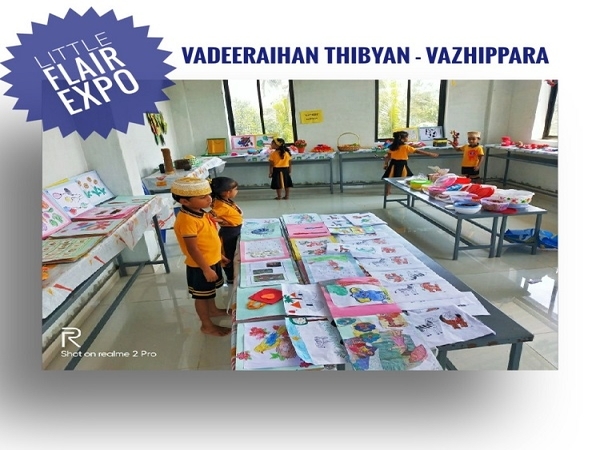 LITTLE
FLAIR
EXPO
VADEERAIHAN THIBYAN - VAZHIPPARA
R
Shot on realme 2 Pro